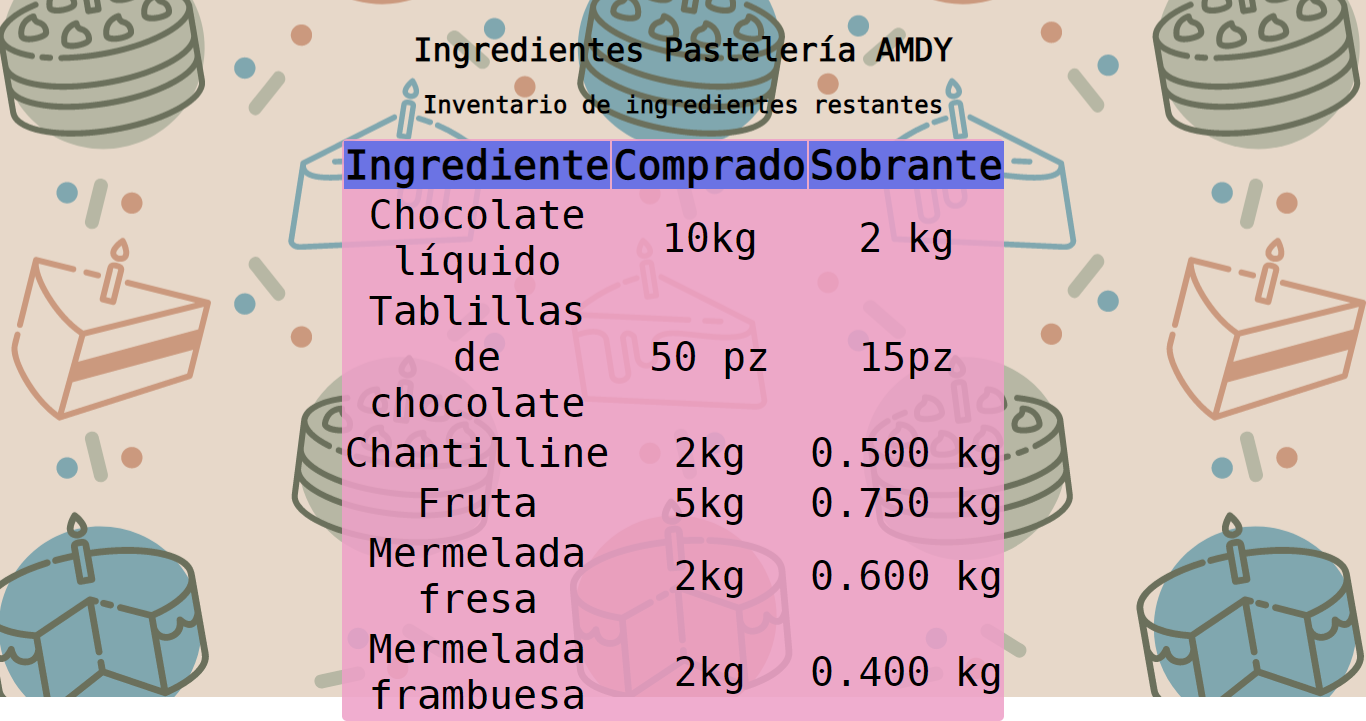 Ingredientes Pastelería AMDY
Inventario de ingredientes restantes
Ingrediente Comprado Sobrante
Chocolate
líquido 10kg 2 kg
Tablillas
de 50 pz 15pz
chocolate
Chantilline 2kg 0.500 kg
Fruta 5kg 0.750 kg
Mermelada
fresa 2kg 0.600 kg
Mermelada
frambuesa 2kg 0.400 kg